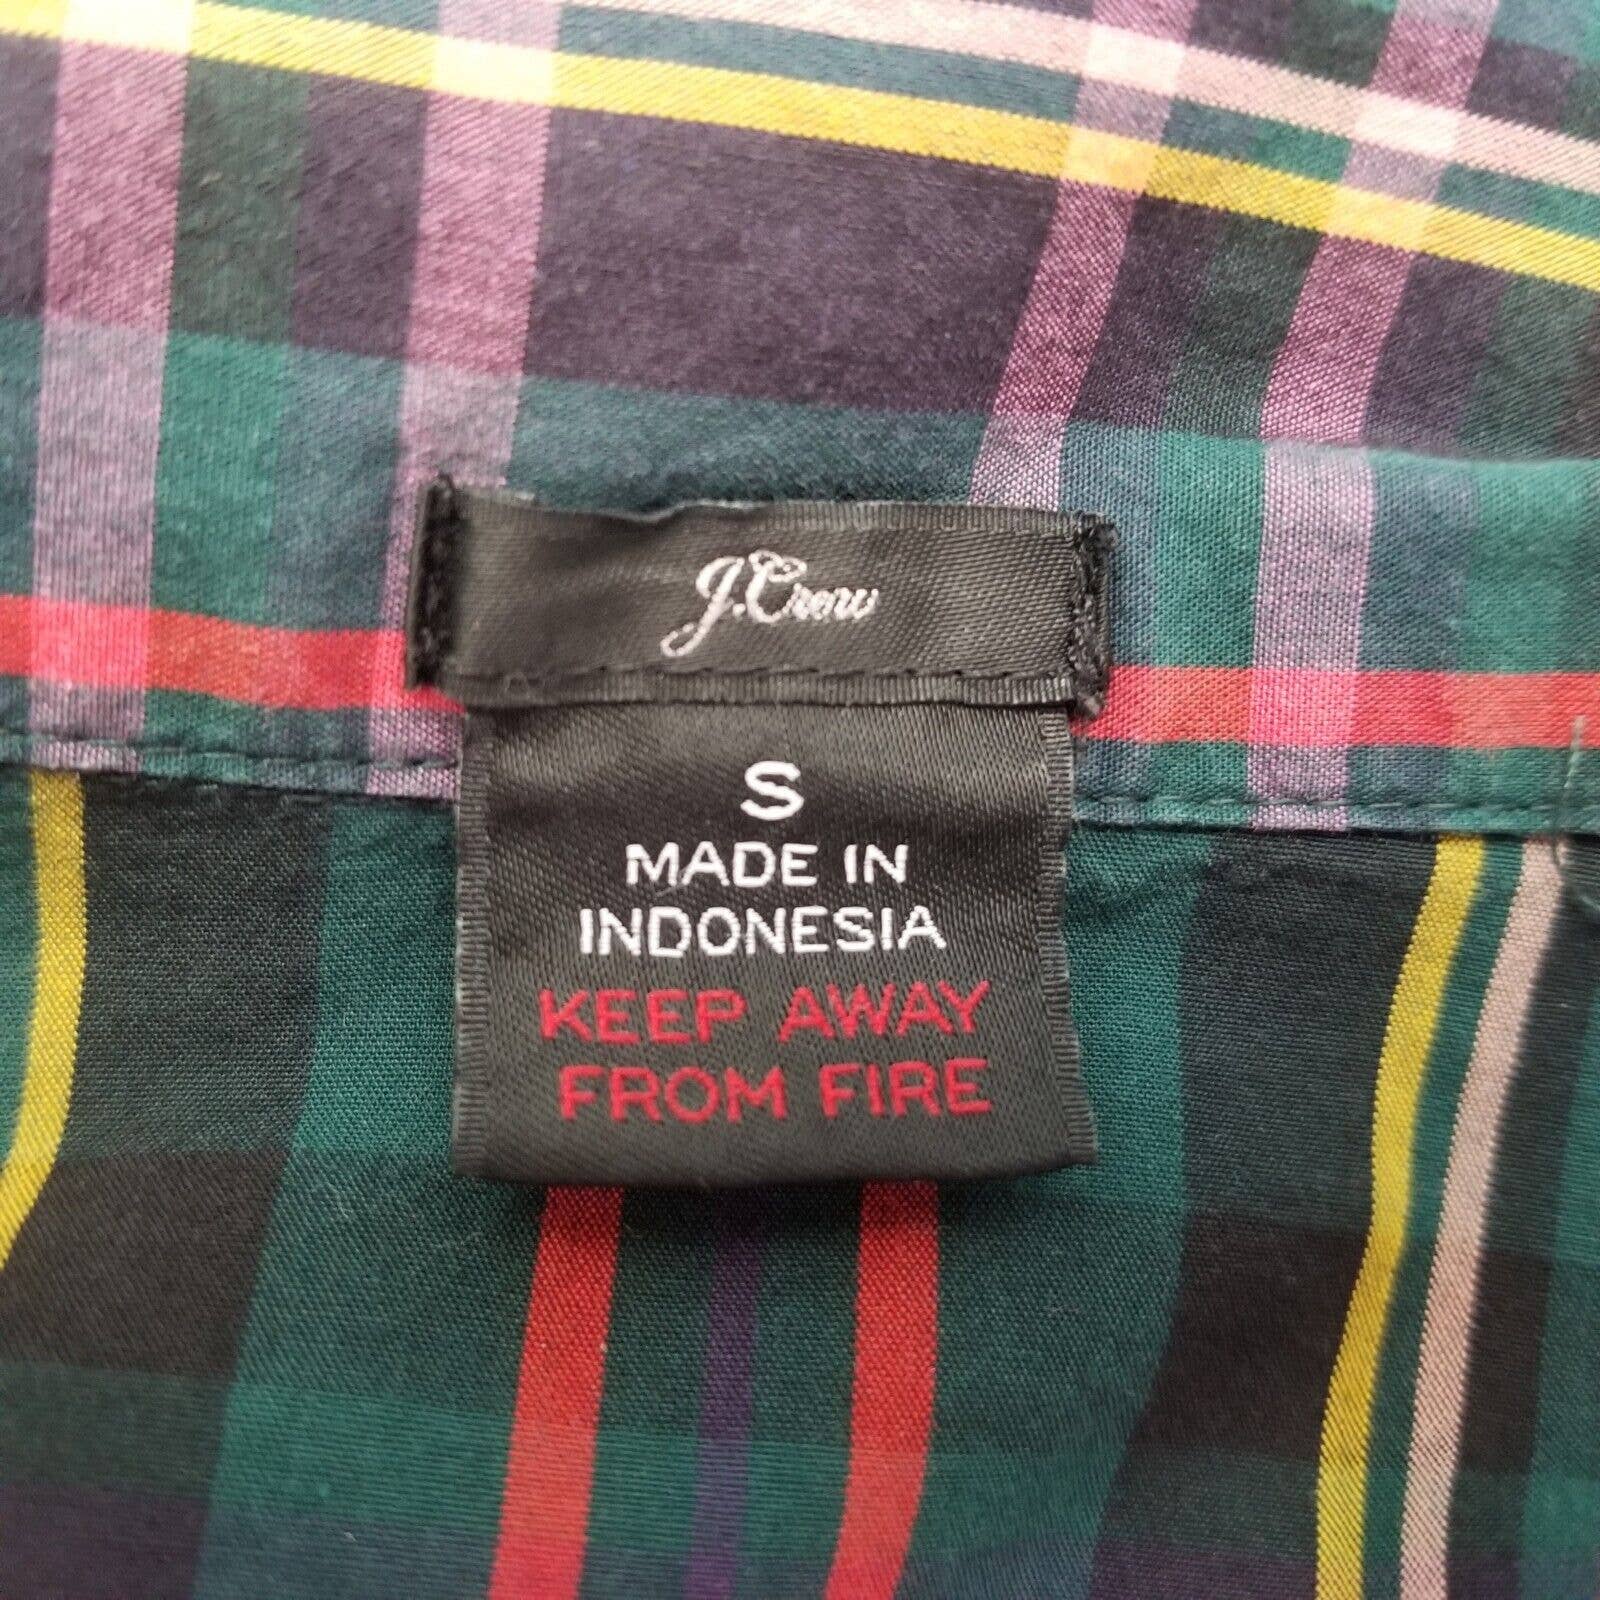 J.Crew
S
MADE IN
INDONESIA
KEEP AWAY
FROM FIRE